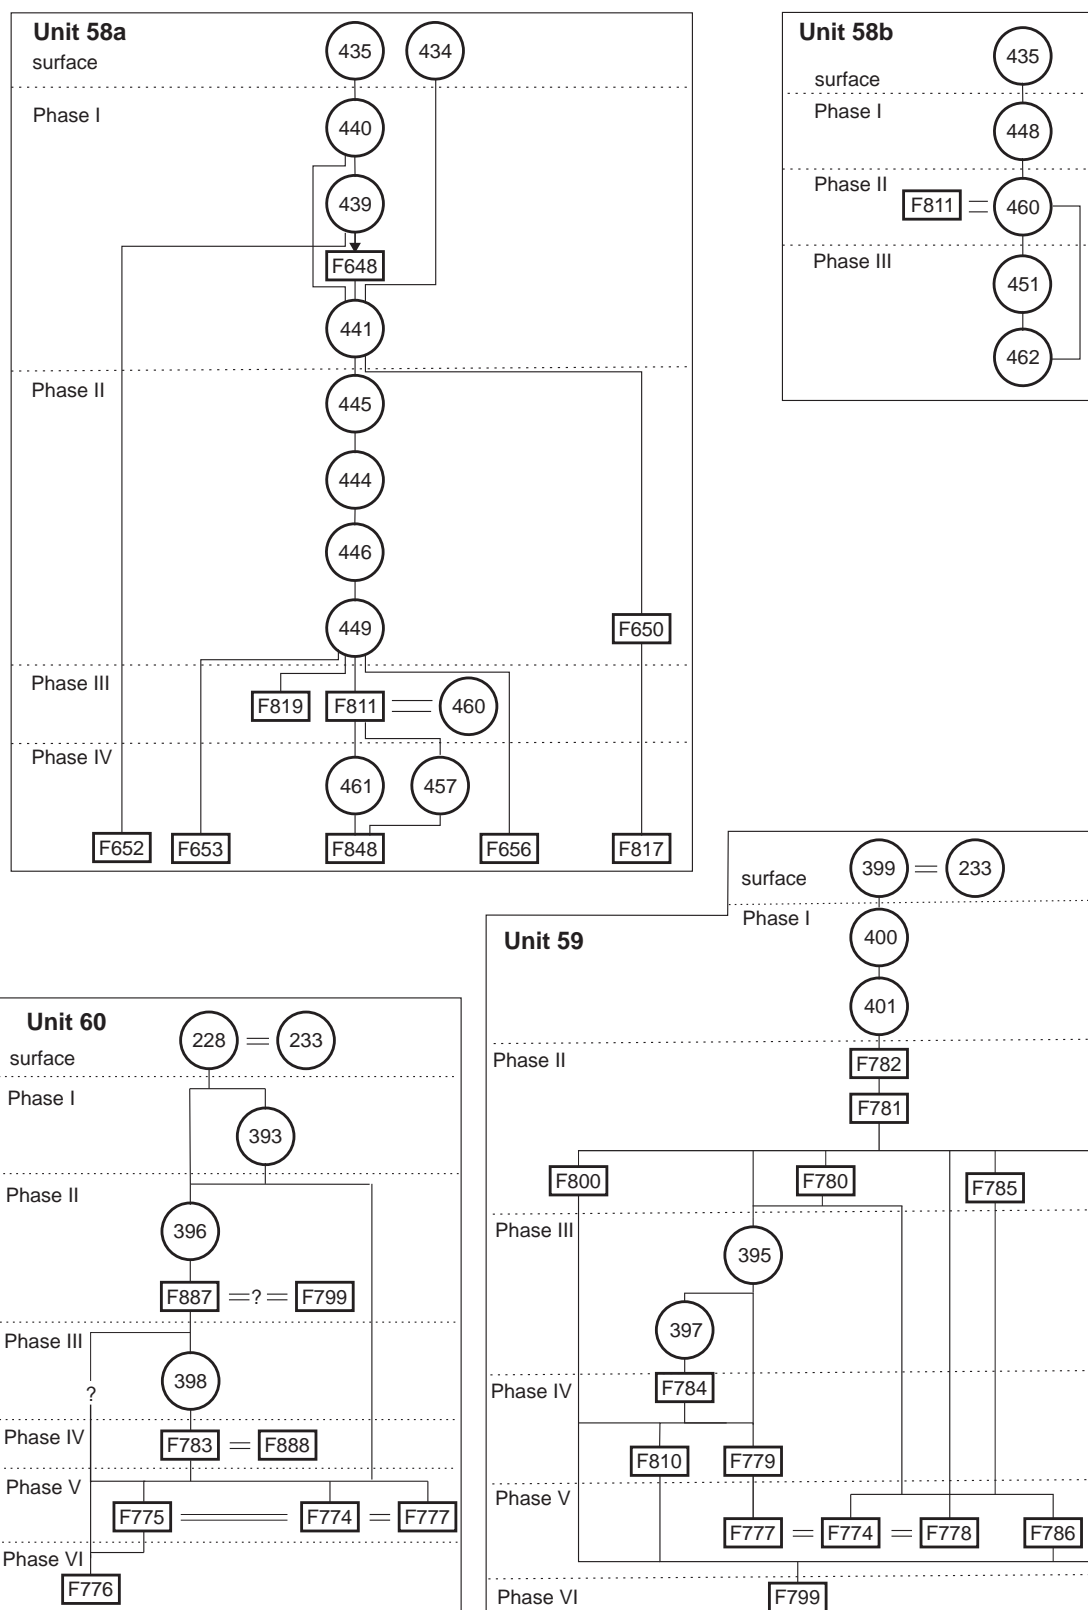 Unit 58a
surface
435
434
Phase I
440
439
F648
441
Phase II
445
444
446
449
F650
Phase III
F819
F811
460
Phase IV
461
457
F652
F653
F848
F656
F817
Unit 58b
435
surface
Phase I
448
Phase II
F811
460
Phase III
451
462
Unit 59
surface
399 = 233
Phase I
400
401
Phase II
F782
F781
F800
F780
F785
Phase III
395
397
Phase IV
F784
F810
F779
Phase V
F777 = F774 = F778
F786
Phase VI
F799
Unit 60
228 = 233
surface
Phase I
393
Phase II
396
F887 =?= F799
Phase III
398
?
Phase IV
F783 = F888
Phase V
F775 = F774 = F777
Phase VI
F776